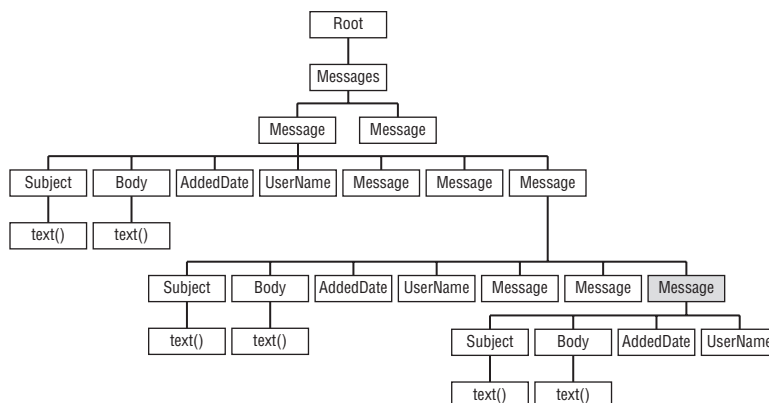 Root
Messages
Message Message
Subject Body AddedDate UserName Message Message Message
text() text()
Subject Body AddedDate UserName Message Message Message
text() text()
Subject Body AddedDate UserName
text() text()